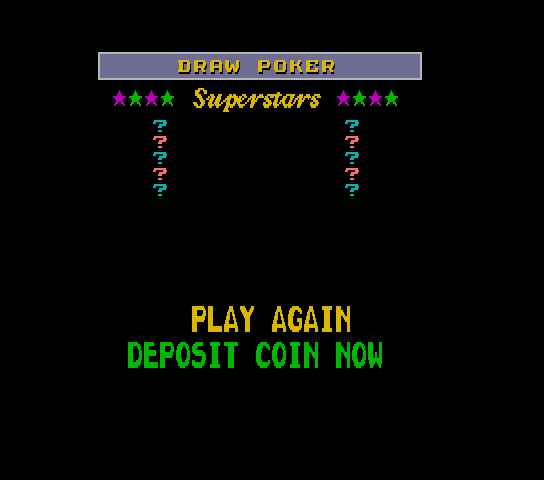 DRAW POKER
★★★★ Superstars ★★★★
? ?
? ?
? ?
? ?
? ?
PLAY AGAIN
DEPOSIT COIN NOW